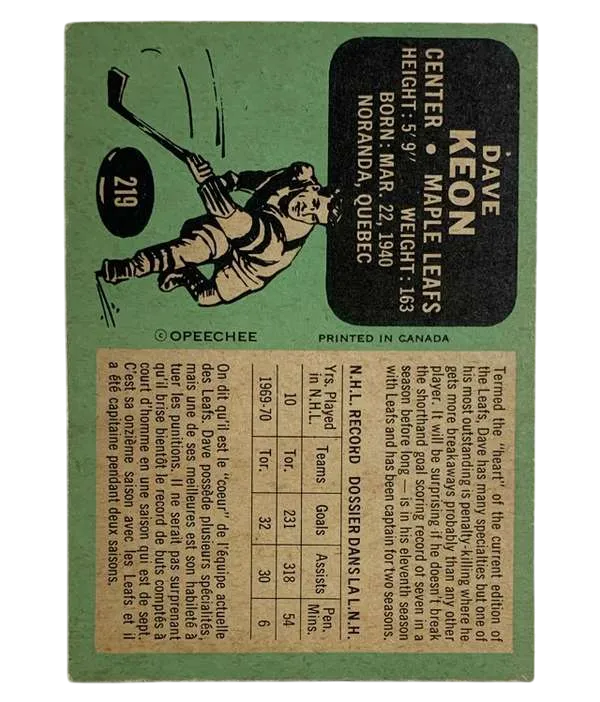 DAVE
KEON
CENTER • MAPLE LEAFS
HEIGHT: 5'9" WEIGHT: 163
BORN: MAR. 22, 1940
NORANDA, QUEBEC
219
© OPEECHEE PRINTED IN CANADA
Termed the "heart" of the current edition of
the Leafs, Dave has many specialties but one of
his most outstanding is penalty-killing where he
gets more breakaways probably than any other
player. It will be surprising if he doesn't break
the shorthand goal scoring record of seven in a
season before long — is in his eleventh season
with Leafs and has been captain for two seasons.
N.H.L. RECORD DOSSIER DANS LA L.N.H.
Yrs. Played in N.H.L. Teams Goals Assists Pen. Mins.
10 Tor. 231 318 54
1969-70 Tor. 32 30 6
On dit qu'il est le "coeur" de l'équipe actuelle
des Leafs. Dave possède plusieurs spécialités,
mais une de ses meilleures est son habileté à
tuer les punitions. Il ne serait pas surprenant
qu'il brise bientôt le record de buts comptés à
court d'homme en une saison qui est de sept.
C'est sa onzième saison avec les Leafs et il
a été captaine pendant deux saisons.